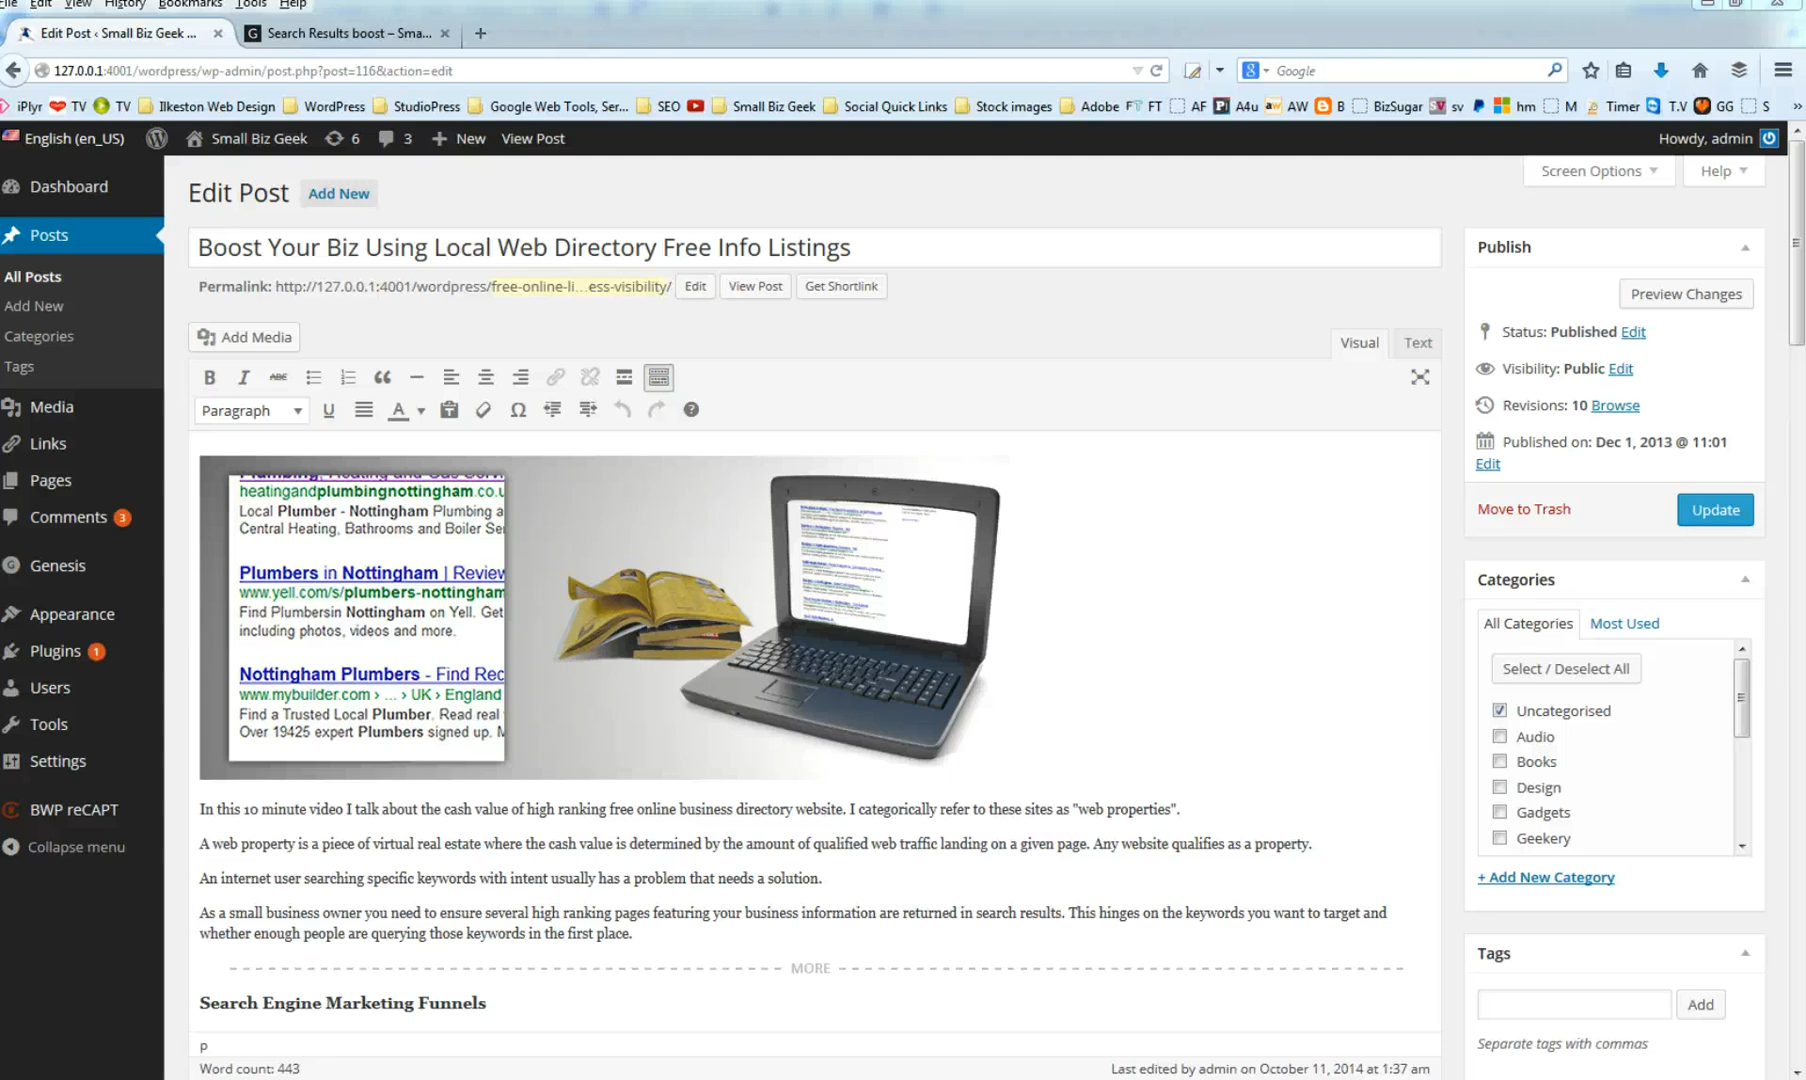 File Edit View History Bookmarks Tools Help
Edit Post ‹ Small Biz Geek ...
Search Results boost – Sma...
127.0.0.1:4001/wordpress/wp-admin/post.php?post=116&action=edit
Google
iPlyr TV TV Ilkeston Web Design WordPress StudioPress Google Web Tools, Ser... SEO Small Biz Geek Social Quick Links Stock images Adobe FT AF A4u AW B BizSugar sv hm M Timer T.V GG S
English (en_US) Small Biz Geek 6 3 New View Post Howdy, admin
Screen Options Help
Dashboard
Posts
All Posts
Add New
Categories
Tags
Media
Links
Pages
Comments 3
Genesis
Appearance
Plugins 1
Users
Tools
Settings
BWP reCAPT
Collapse menu
Edit Post Add New
Boost Your Biz Using Local Web Directory Free Info Listings
Permalink: http://127.0.0.1:4001/wordpress/free-online-li...ess-visibility/ Edit View Post Get Shortlink
Add Media
Visual Text
Paragraph
heatingandplumbingnottingham.co.u
Local Plumber - Nottingham Plumbing a
Central Heating, Bathrooms and Boiler Se
Plumbers in Nottingham | Review
www.yell.com/s/plumbers-nottingham
Find Plumbersin Nottingham on Yell. Get
including photos, videos and more.
Nottingham Plumbers - Find Rec
www.mybuilder.com › ... › UK › England
Find a Trusted Local Plumber. Read real
Over 19425 expert Plumbers signed up. M
In this 10 minute video I talk about the cash value of high ranking free online business directory website. I categorically refer to these sites as "web properties".
A web property is a piece of virtual real estate where the cash value is determined by the amount of qualified web traffic landing on a given page. Any website qualifies as a property.
An internet user searching specific keywords with intent usually has a problem that needs a solution.
As a small business owner you need to ensure several high ranking pages featuring your business information are returned in search results. This hinges on the keywords you want to target and
whether enough people are querying those keywords in the first place.
MORE
Search Engine Marketing Funnels
p
Word count: 443
Last edited by admin on October 11, 2014 at 1:37 am
Publish
Preview Changes
Status: Published Edit
Visibility: Public Edit
Revisions: 10 Browse
Published on: Dec 1, 2013 @ 11:01
Edit
Move to Trash Update
Categories
All Categories Most Used
Select / Deselect All
Uncategorised
Audio
Books
Design
Gadgets
Geekery
+ Add New Category
Tags
Add
Separate tags with commas